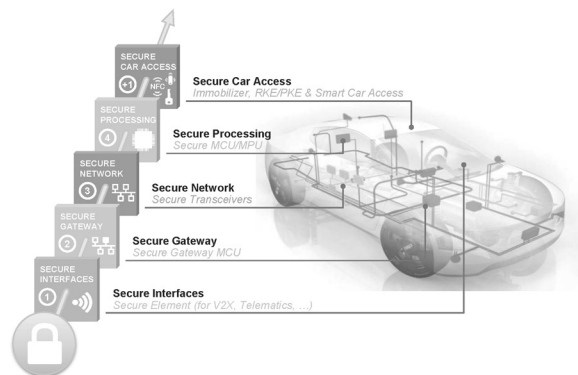 SECURE
CAR ACCESS
+1
NFC
Secure Car Access
Immobilizer, RKE/PKE & Smart Car Access
SECURE
PROCESSING
4
Secure Processing
Secure MCU/MPU
SECURE
NETWORK
3
Secure Network
Secure Transceivers
SECURE
GATEWAY
2
Secure Gateway
Secure Gateway MCU
SECURE
INTERFACES
1
Secure Interfaces
Secure Element (for V2X, Telematics, ...)